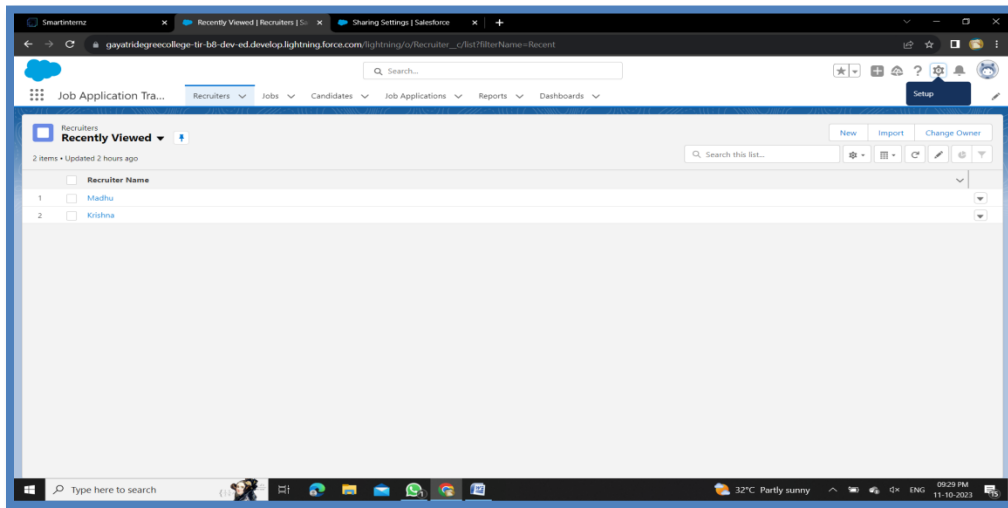 Smartinternz
Recently Viewed | Recruiters | Sa
Sharing Settings | Salesforce
gayatridegreecollege-tir-b8-dev-ed.develop.lightning.force.com/lightning/o/Recruiter__c/list?filterName=Recent
Search...
Job Application Tra...
Recruiters
Jobs
Candidates
Job Applications
Reports
Dashboards
Setup
Recruiters
Recently Viewed
New
Import
Change Owner
2 items • Updated 2 hours ago
Search this list...
Recruiter Name
1 Madhu
2 Krishna
Type here to search
32°C Partly sunny
ENG
09:29 PM
11-10-2023